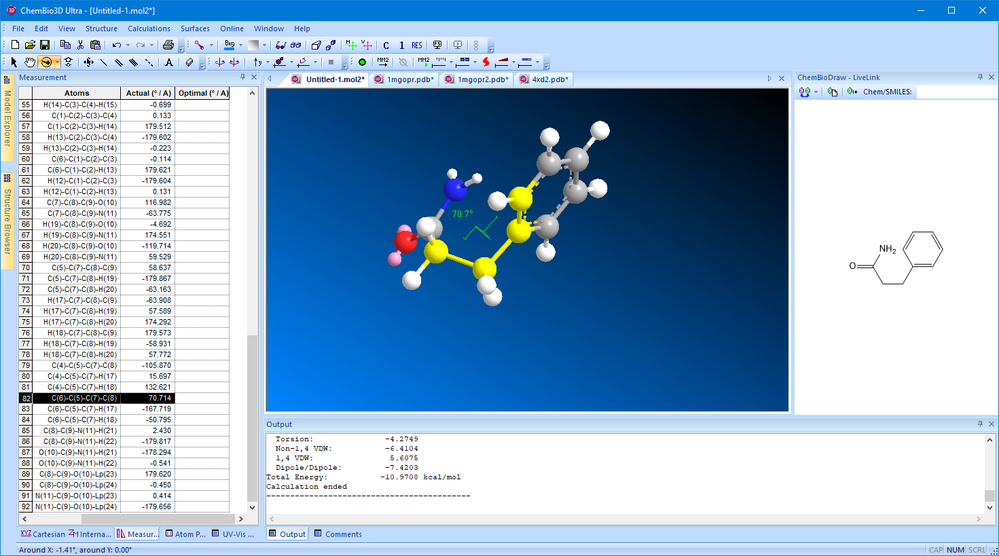 ChemBio3D Ultra - [Untitled-1.mol2*]
File Edit View Structure Calculations Surfaces Online Window Help
Bkg M V C 1 RES FS
A y MM2 MM2
Model Explorer
Structure Browser
Measurement
Atoms Actual (° / A) Optimal (° / A)
55 H(14)-C(3)-C(4)-H(15) -0.699
56 C(1)-C(2)-C(3)-C(4) 0.133
57 C(1)-C(2)-C(3)-H(14) 179.512
58 H(13)-C(2)-C(3)-C(4) -179.602
59 H(13)-C(2)-C(3)-H(14) -0.223
60 C(6)-C(1)-C(2)-C(3) -0.114
61 C(6)-C(1)-C(2)-H(13) 179.621
62 H(12)-C(1)-C(2)-C(3) -179.604
63 H(12)-C(1)-C(2)-H(13) 0.131
64 C(7)-C(8)-C(9)-O(10) 116.982
65 C(7)-C(8)-C(9)-N(11) -63.775
66 H(19)-C(8)-C(9)-O(10) -4.692
67 H(19)-C(8)-C(9)-N(11) 174.551
68 H(20)-C(8)-C(9)-O(10) -119.714
69 H(20)-C(8)-C(9)-N(11) 59.529
70 C(5)-C(7)-C(8)-C(9) 58.637
71 C(5)-C(7)-C(8)-H(19) -179.867
72 C(5)-C(7)-C(8)-H(20) -63.163
73 H(17)-C(7)-C(8)-C(9) -63.908
74 H(17)-C(7)-C(8)-H(19) 57.589
75 H(17)-C(7)-C(8)-H(20) 174.292
76 H(18)-C(7)-C(8)-C(9) 179.573
77 H(18)-C(7)-C(8)-H(19) -58.931
78 H(18)-C(7)-C(8)-H(20) 57.772
79 C(4)-C(5)-C(7)-C(8) -105.870
80 C(4)-C(5)-C(7)-H(17) 15.697
81 C(4)-C(5)-C(7)-H(18) 132.621
82 C(6)-C(5)-C(7)-C(8) 70.714
83 C(6)-C(5)-C(7)-H(17) -167.719
84 C(6)-C(5)-C(7)-H(18) -50.795
85 C(8)-C(9)-N(11)-H(21) 2.430
86 C(8)-C(9)-N(11)-H(22) -179.817
87 O(10)-C(9)-N(11)-H(21) -178.294
88 O(10)-C(9)-N(11)-H(22) -0.541
89 C(8)-C(9)-O(10)-Lp(23) 179.620
90 C(8)-C(9)-O(10)-Lp(24) -0.450
91 N(11)-C(9)-O(10)-Lp(23) 0.414
92 N(11)-C(9)-O(10)-Lp(24) -179.656
XYZ Cartesian ZM Interna... Measur... Atom P... UV-Vis ...
Untitled-1.mol2* 1mgopr.pdb* 1mgopr2.pdb* 4xd2.pdb*
70.7°
Output
Torsion: -4.2749
Non-1,4 VDW: -6.4104
1,4 VDW: 5.6075
Dipole/Dipole: -7.4203
Total Energy: -10.9708 kcal/mol
Calculation ended
------------------------------------------
Output Comments
ChemBioDraw - LiveLink
Chem/SMILES:
NH2
O
Around X: -1.41°, around Y: 0.00°
CAP NUM SCRL